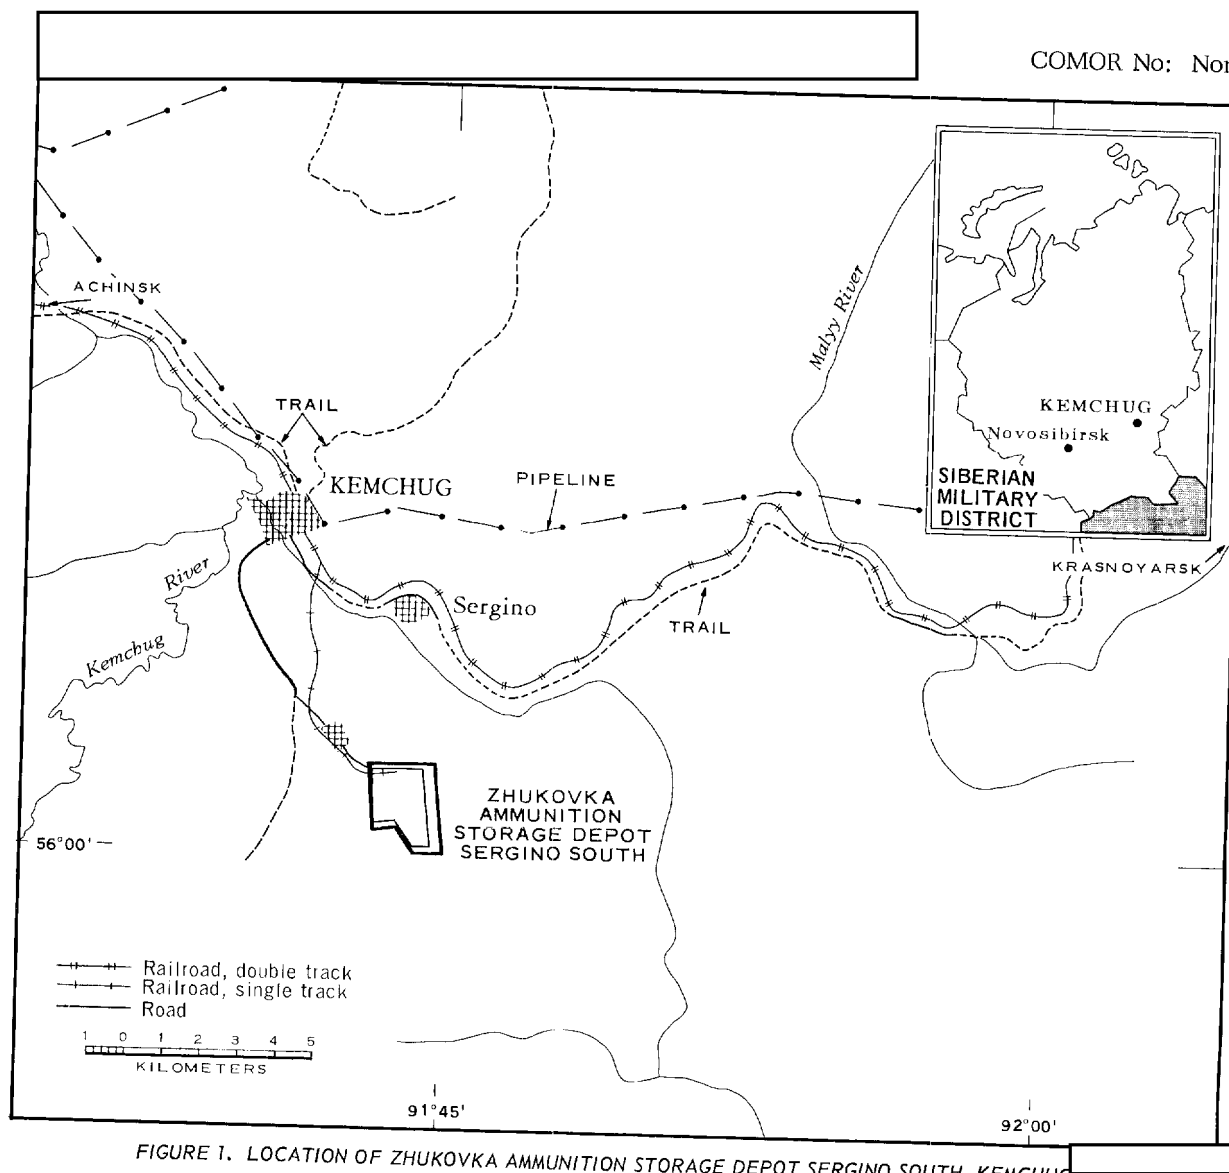 COMOR No:
ACHINSK
Malyy River
KEMCHUG
Novosibirsk
SIBERIAN
MILITARY
DISTRICT
TRAIL
KEMCHUG
PIPELINE
KRASNOYARSK
River
Kemchug
Sergino
TRAIL
ZHUKOVKA
AMMUNITION
STORAGE DEPOT
SERGINO SOUTH
56°00'
Railroad, double track
Railroad, single track
Road
1 0 1 2 3 4 5
KILOMETERS
91°45'
92°00'
FIGURE 1. LOCATION OF ZHUKOVKA AMMUNITION STORAGE DEPOT SERGINO SOUTH, KEMCHUG